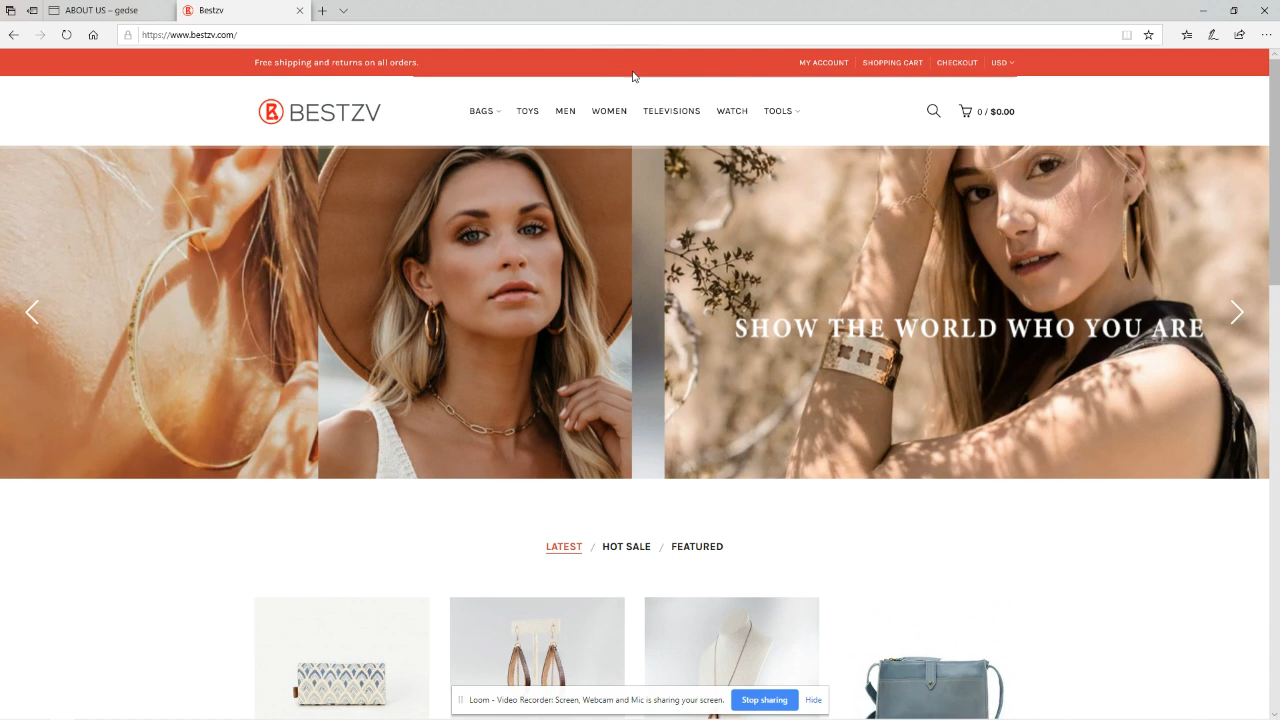 ABOUT US – gedse
Bestzv
https://www.bestzv.com/
Free shipping and returns on all orders.
MY ACCOUNT
SHOPPING CART
CHECKOUT
USD
BESTZV
BAGS
TOYS
MEN
WOMEN
TELEVISIONS
WATCH
TOOLS
0 / $0.00
SHOW THE WORLD WHO YOU ARE
LATEST / HOT SALE / FEATURED
Loom - Video Recorder: Screen, Webcam and Mic is sharing your screen.
Stop sharing
Hide